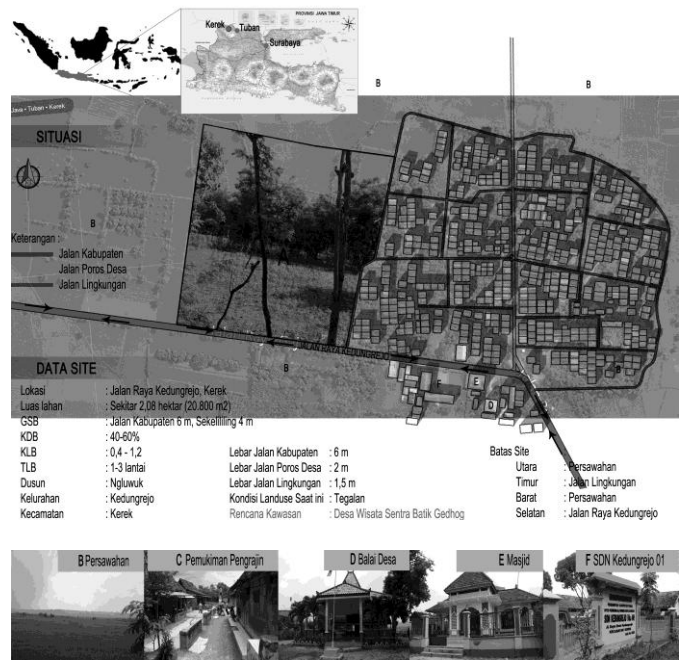 PROVINSI JAWA TIMUR
Kerek
Tuban
Surabaya
B
B
Jawa • Tuban • Kerek
SITUASI
B
Keterangan :
Jalan Kabupaten
Jalan Poros Desa
Jalan Lingkungan
A
JALAN RAYA KEDUNGREJO
B
B
F
E
D
DATA SITE
Lokasi : Jalan Raya Kedungrejo, Kerek
Luas lahan : Sekitar 2,08 hektar (20.800 m2)
GSB : Jalan Kabupaten 6 m, Sekelililing 4 m
KDB : 40-60%
KLB : 0,4 - 1,2
TLB : 1-3 lantai
Dusun : Ngluwuk
Kelurahan : Kedungrejo
Kecamatan : Kerek
Lebar Jalan Kabupaten : 6 m
Lebar Jalan Poros Desa : 2 m
Lebar Jalan Lingkungan : 1,5 m
Kondisi Landuse Saat ini : Tegalan
Rencana Kawasan : Desa Wisata Sentra Batik Gedhog
Batas Site
Utara : Persawahan
Timur : Jalan Lingkungan
Barat : Persawahan
Selatan : Jalan Raya Kedungrejo
B Persawahan
C Pemukiman Pengrajin
D Balai Desa
E Masjid
F SDN Kedungrejo 01